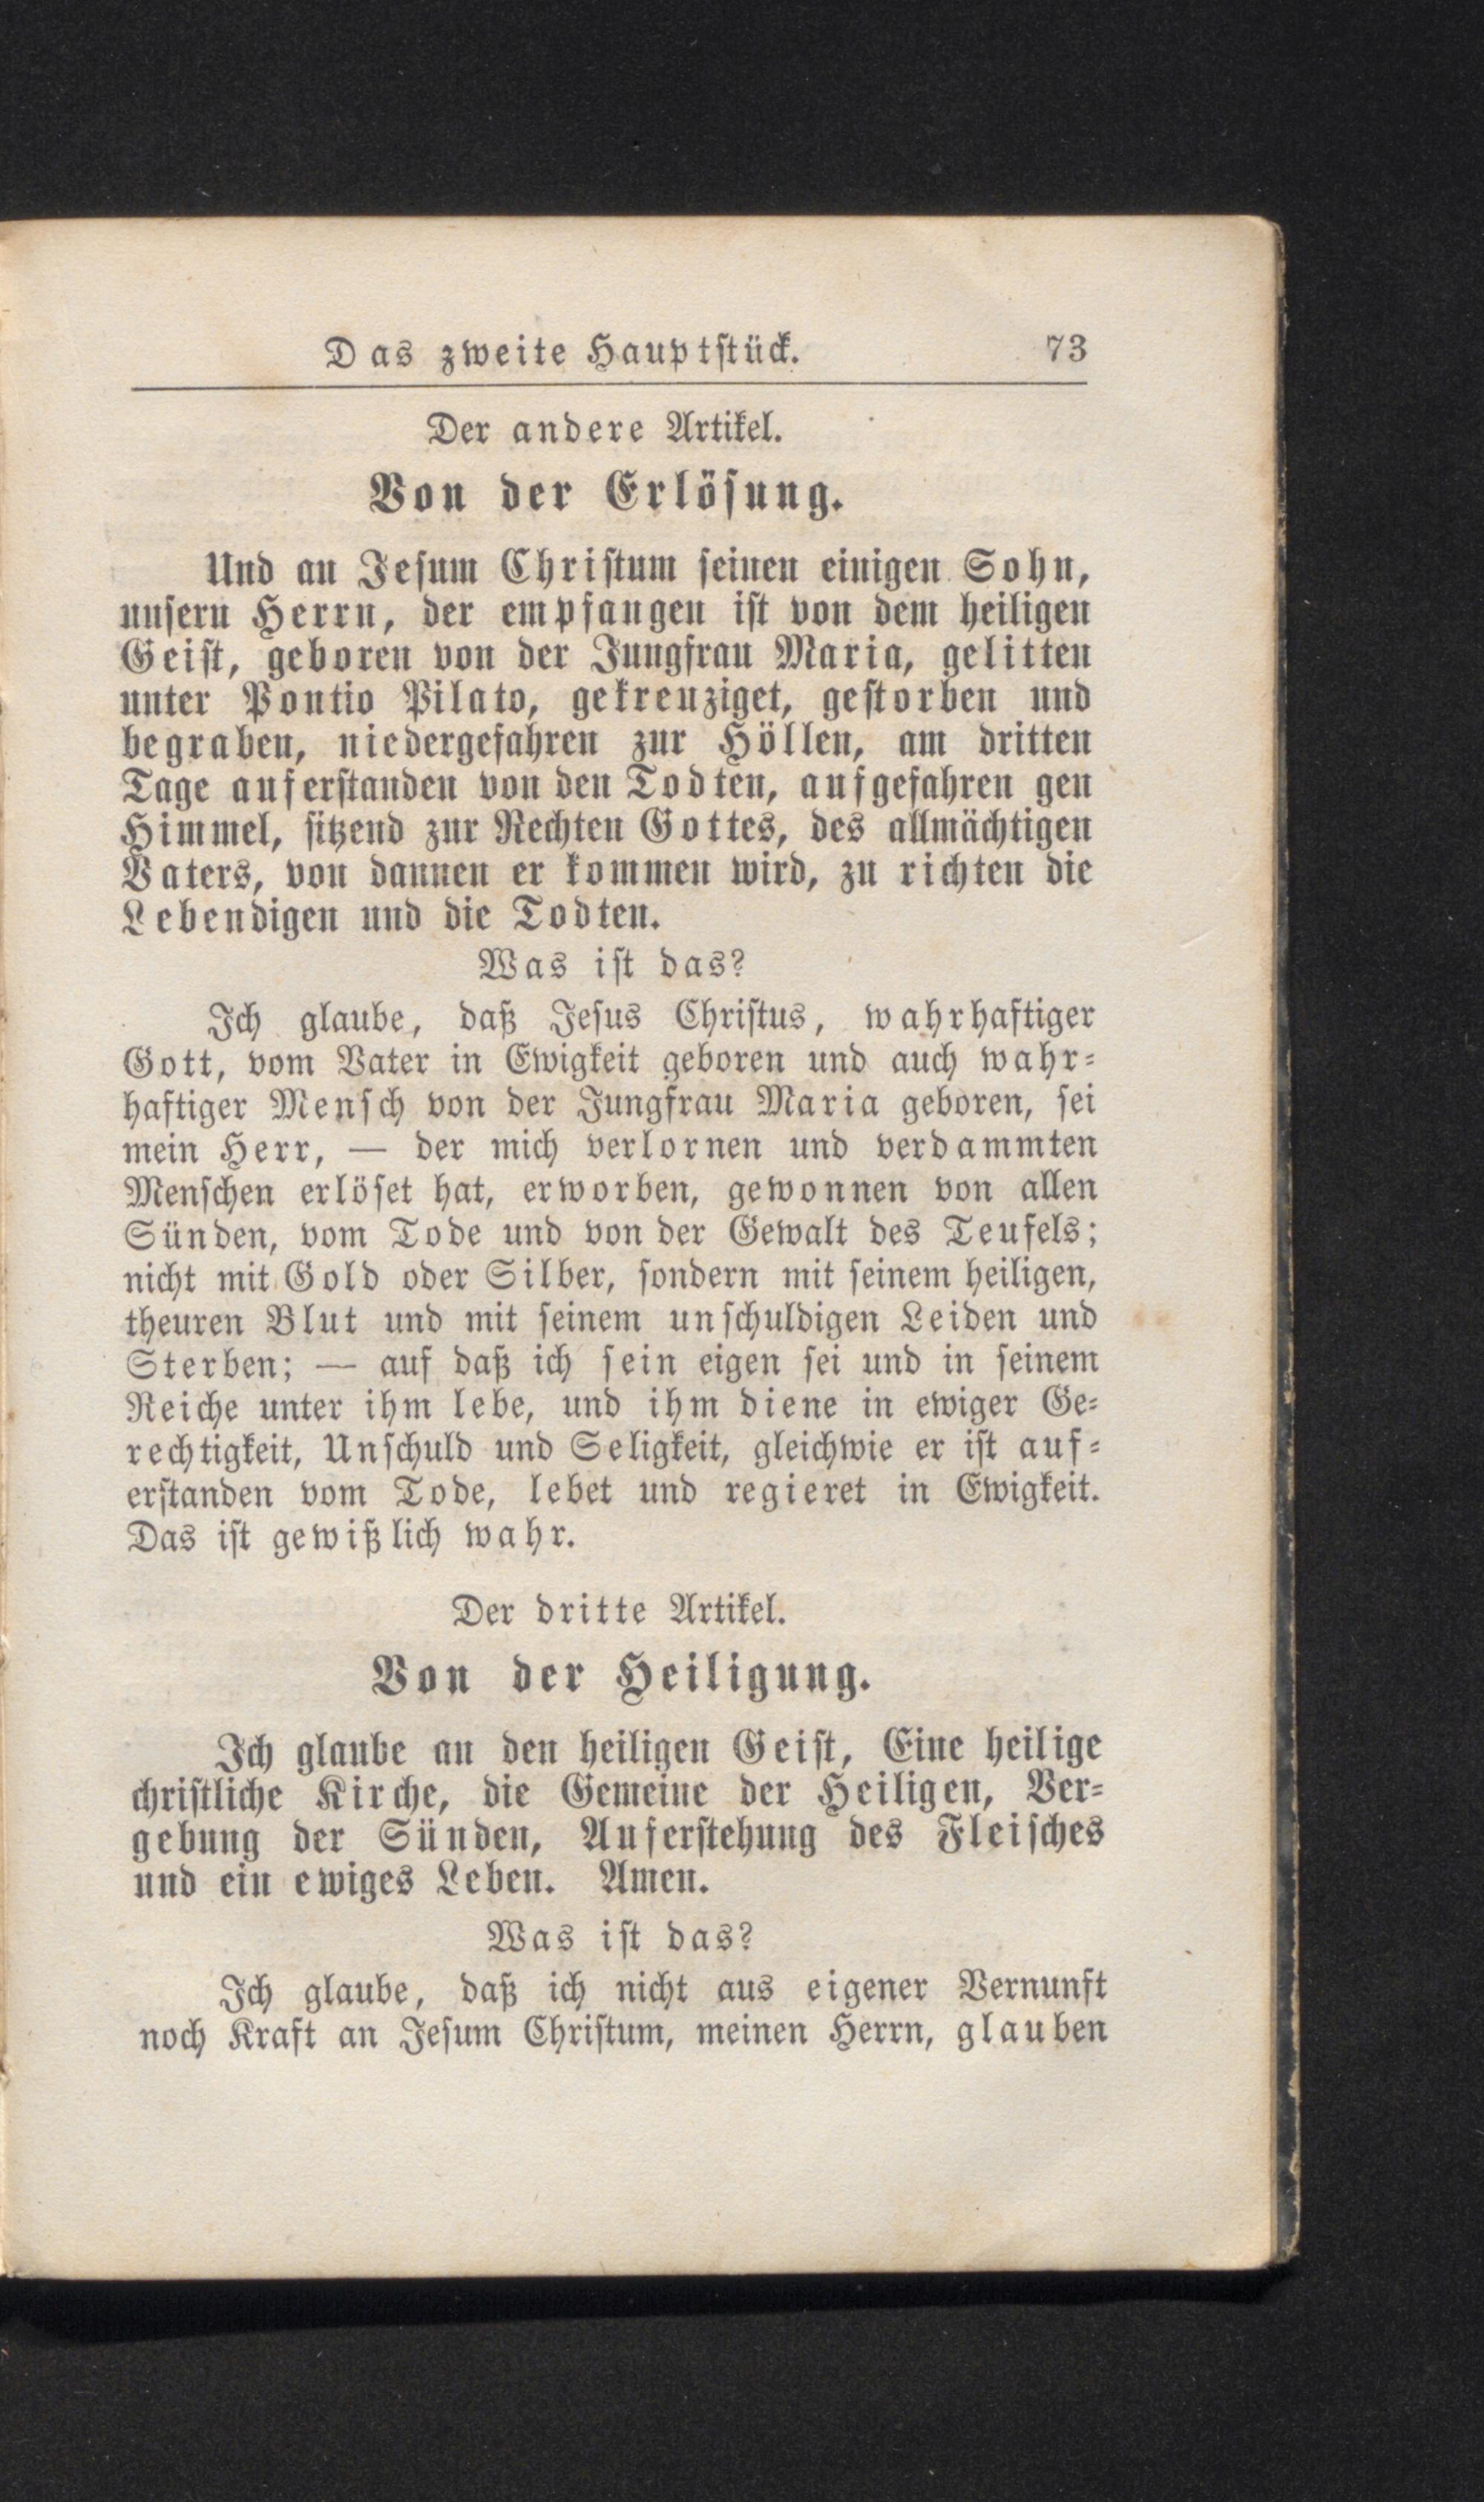 Das zweite Hauptstück. 73
Der andere Artikel.
Von der Erlösung.
Und an Jesum Christum seinen einigen Sohn,
unsern Herrn, der empfangen ist von dem heiligen
Geist, geboren von der Jungfrau Maria, gelitten
unter Pontio Pilato, gekreuziget, gestorben und
begraben, niedergefahren zur Höllen, am dritten
Tage auferstanden von den Todten, aufgefahren gen
Himmel, sitzend zur Rechten Gottes, des allmächtigen
Vaters, von dannen er kommen wird, zu richten die
Lebendigen und die Todten.
Was ist das?
Ich glaube, daß Jesus Christus, wahrhaftiger
Gott, vom Vater in Ewigkeit geboren und auch wahr-
haftiger Mensch von der Jungfrau Maria geboren, sei
mein Herr, — der mich verlornen und verdammten
Menschen erlöset hat, erworben, gewonnen von allen
Sünden, vom Tode und von der Gewalt des Teufels;
nicht mit Gold oder Silber, sondern mit seinem heiligen,
theuren Blut und mit seinem unschuldigen Leiden und
Sterben; — auf daß ich sein eigen sei und in seinem
Reiche unter ihm lebe, und ihm diene in ewiger Ge-
rechtigkeit, Unschuld und Seligkeit, gleichwie er ist auf-
erstanden vom Tode, lebet und regieret in Ewigkeit.
Das ist gewißlich wahr.
Der dritte Artikel.
Von der Heiligung.
Ich glaube an den heiligen Geist, Eine heilige
christliche Kirche, die Gemeine der Heiligen, Ver-
gebung der Sünden, Auferstehung des Fleisches
und ein ewiges Leben. Amen.
Was ist das?
Ich glaube, daß ich nicht aus eigener Vernunft
noch Kraft an Jesum Christum, meinen Herrn, glauben